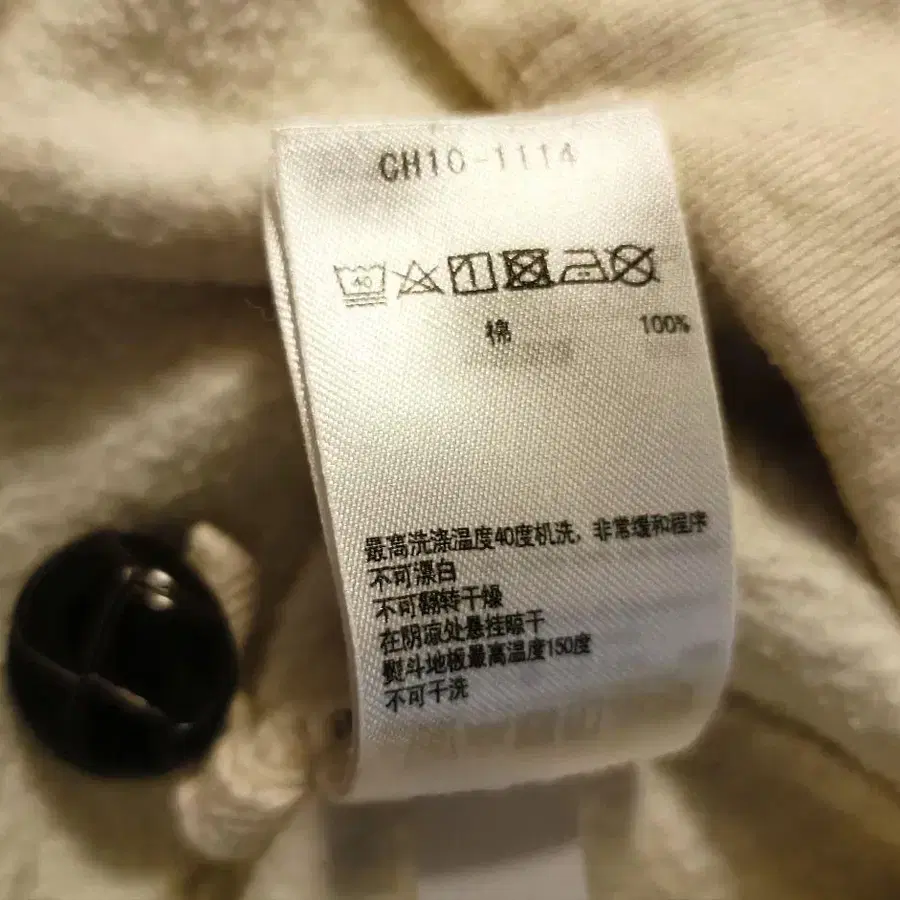 CH10-1114
40
棉 100%
最高洗涤温度40度机洗，非常缓和程序
不可漂白
不可翻转干燥
在阴凉处悬挂晾干
熨斗地板最高温度150度
不可干洗